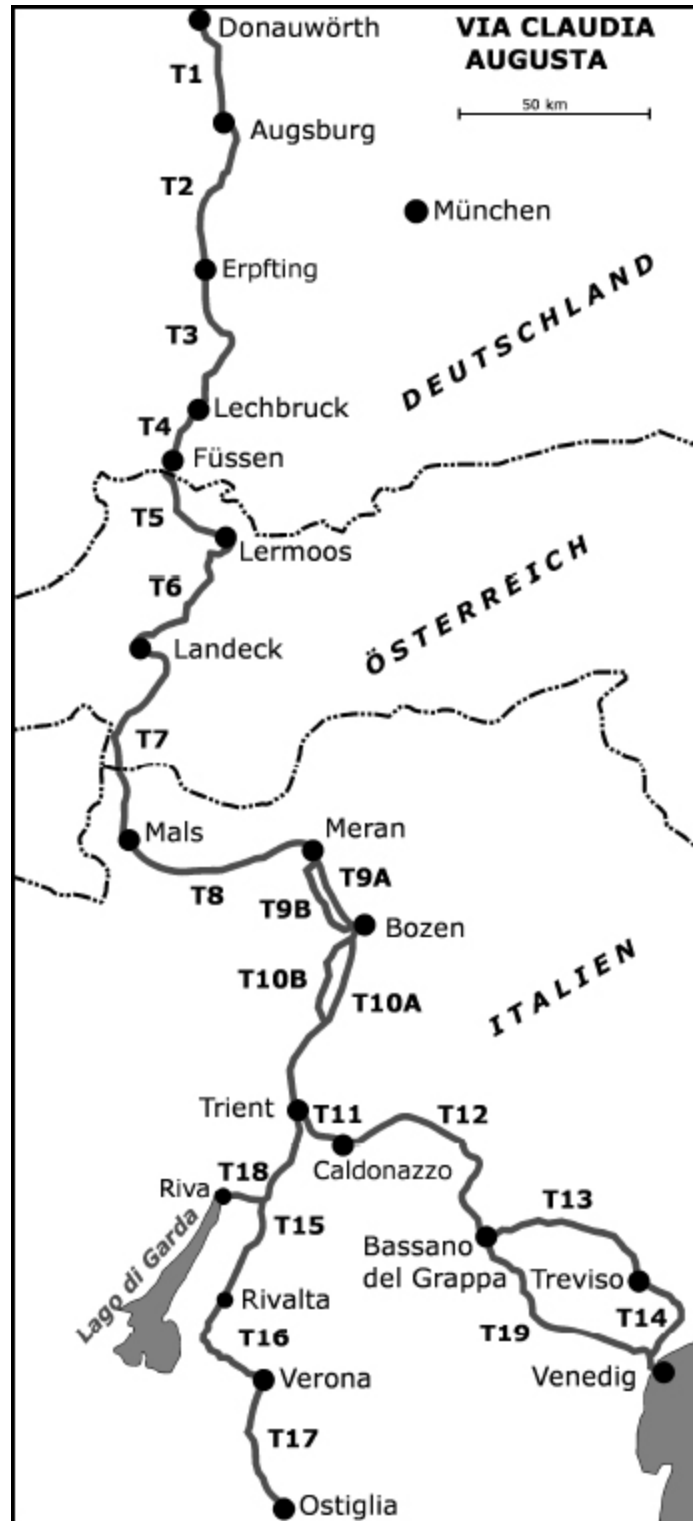 VIA CLAUDIA
AUGUSTA
50 km
Donauwörth
T1
Augsburg
T2
München
Erpfting
DEUTSCHLAND
T3
Lechbruck
T4
Füssen
T5
Lermoos
ÖSTERREICH
T6
Landeck
T7
Mals
Meran
T8
T9A
T9B
Bozen
T10B
T10A
ITALIEN
Trient
T11
T12
Caldonazzo
T18
Riva
T15
Lago di Garda
T13
Bassano
del Grappa
Treviso
T14
T19
Rivalta
T16
Venedig
Verona
T17
Ostiglia